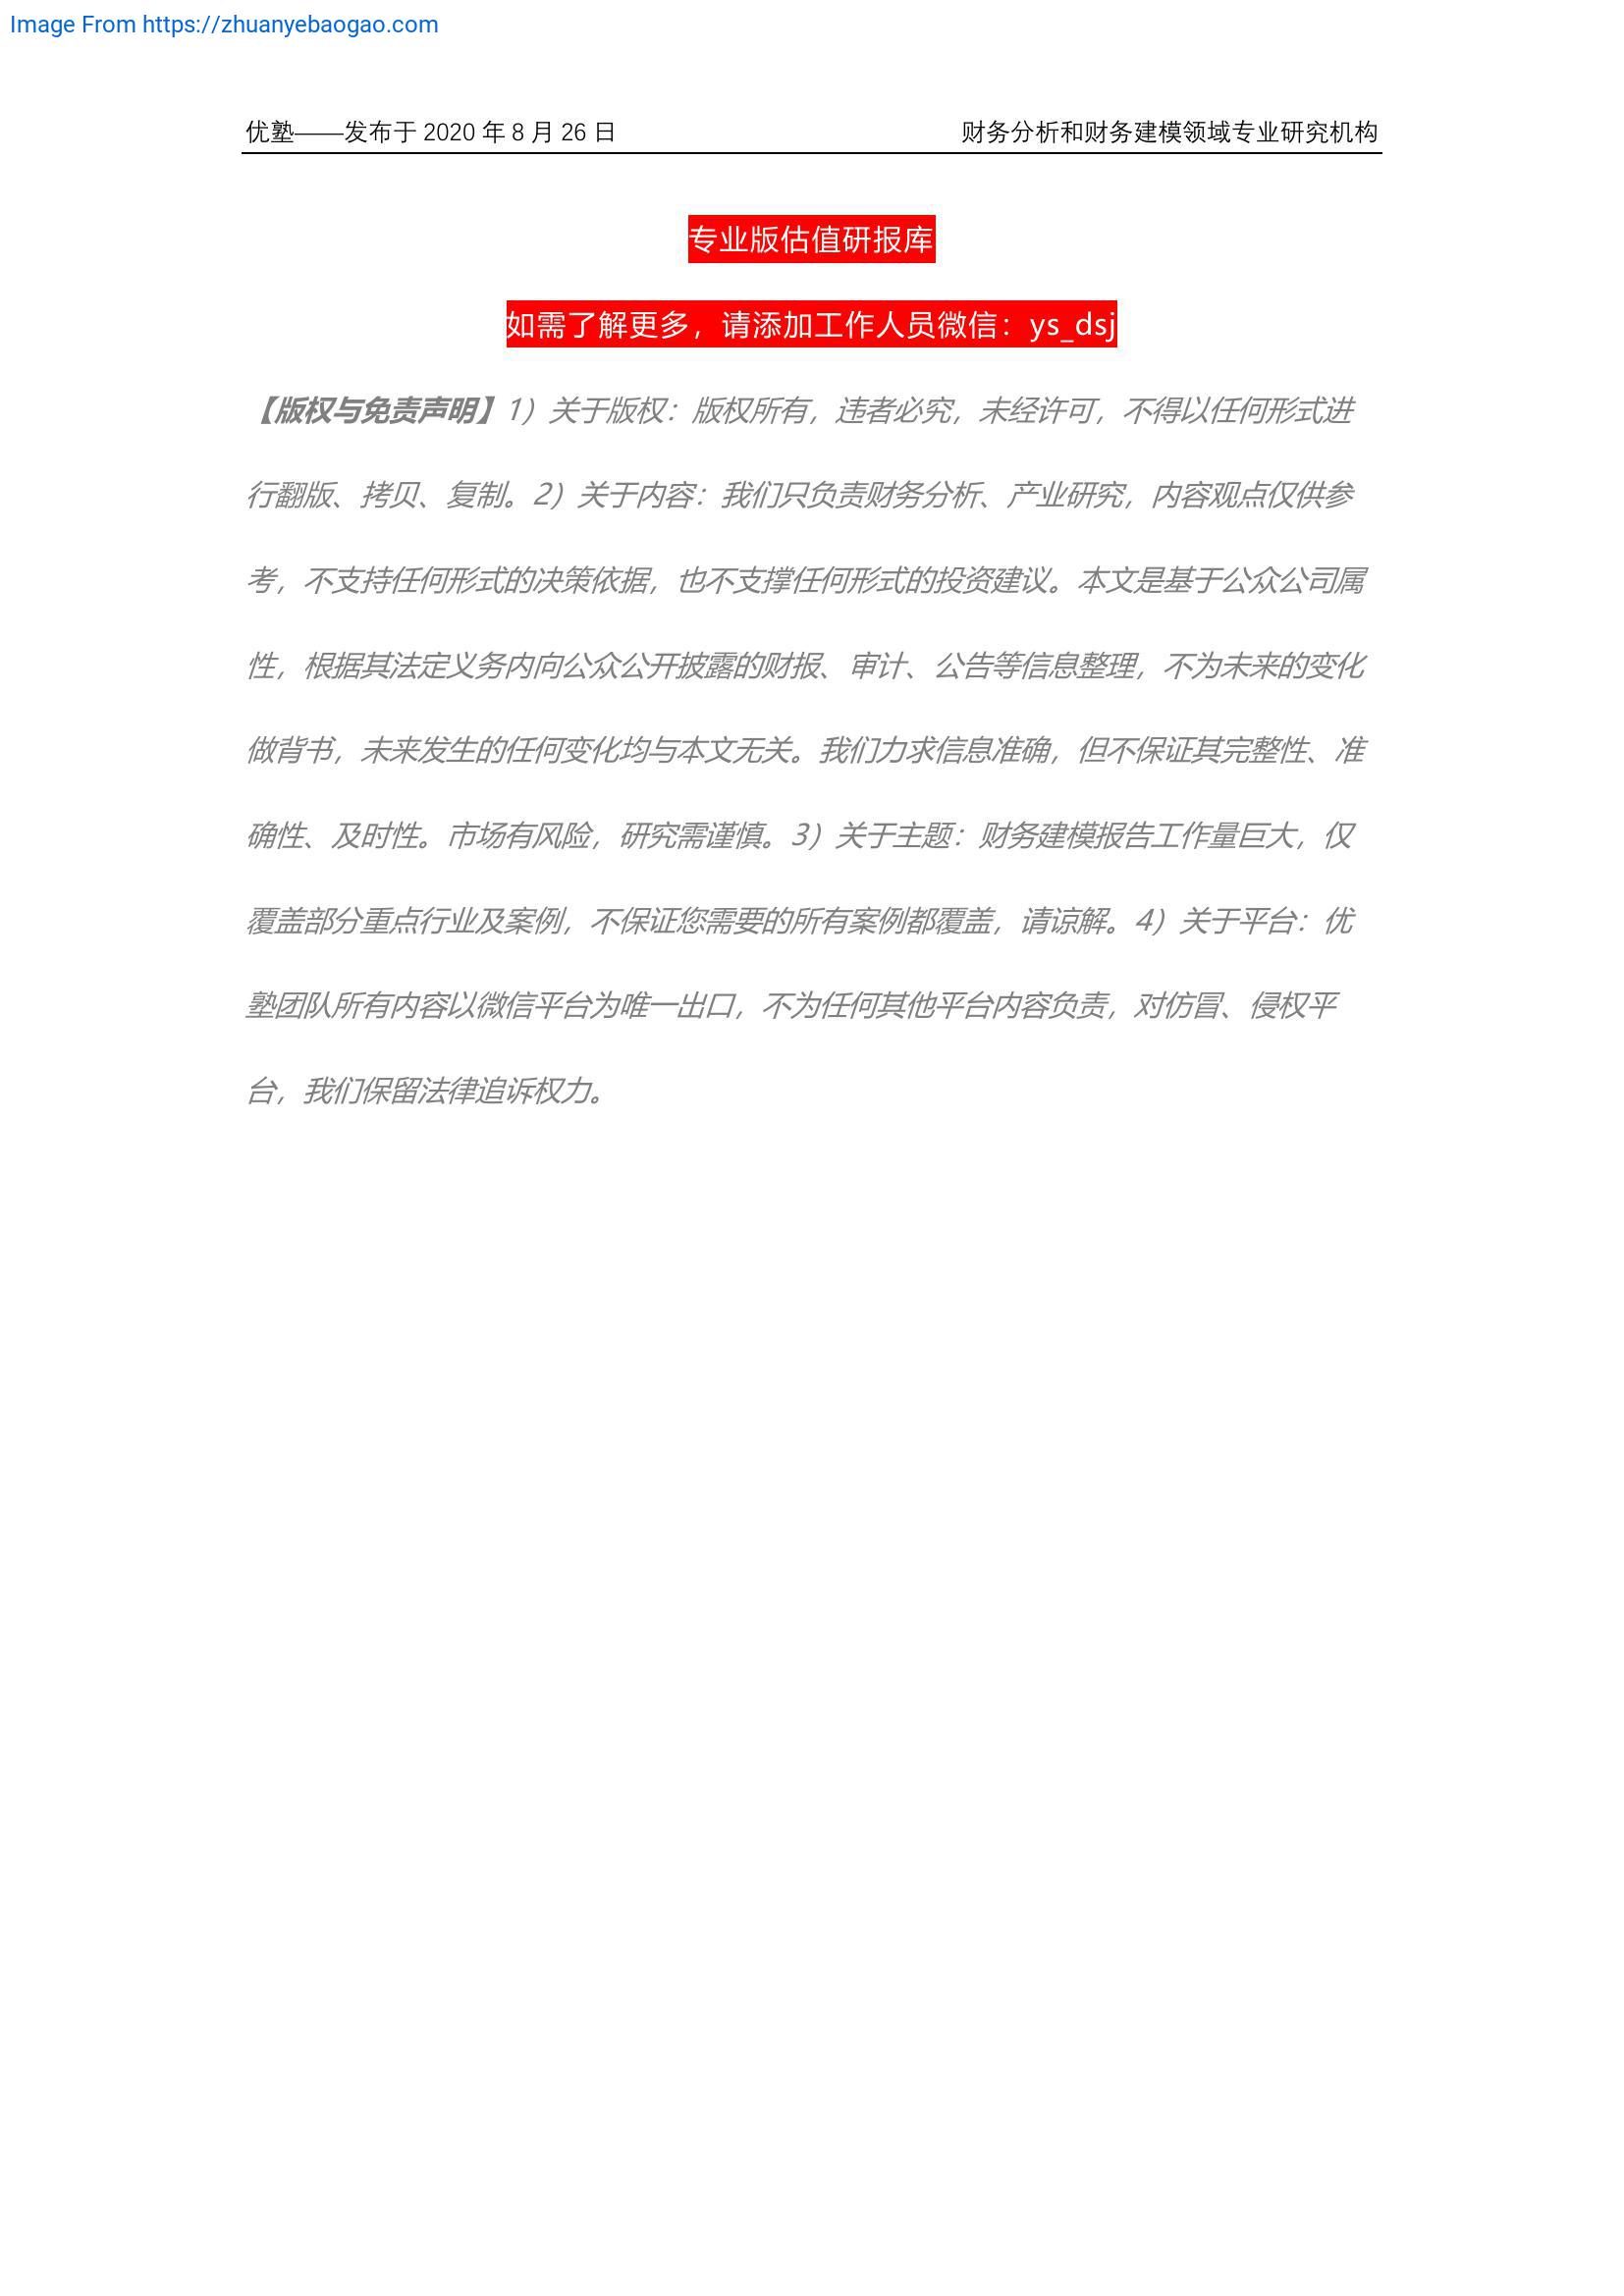 Image From https://zhuanyebaogao.com
优塾——发布于 2020 年 8 月 26 日 财务分析和财务建模领域专业研究机构
专业版估值研报库
如需了解更多，请添加工作人员微信：ys_dsj
【版权与免责声明】1）关于版权：版权所有，违者必究，未经许可，不得以任何形式进
行翻版、拷贝、复制。2）关于内容：我们只负责财务分析、产业研究，内容观点仅供参
考，不支持任何形式的决策依据，也不支撑任何形式的投资建议。本文是基于公众公司属
性，根据其法定义务内向公众公开披露的财报、审计、公告等信息整理，不为未来的变化
做背书，未来发生的任何变化均与本文无关。我们力求信息准确，但不保证其完整性、准
确性、及时性。市场有风险，研究需谨慎。3）关于主题：财务建模报告工作量巨大，仅
覆盖部分重点行业及案例，不保证您需要的所有案例都覆盖，请谅解。4）关于平台：优
塾团队所有内容以微信平台为唯一出口，不为任何其他平台内容负责，对仿冒、侵权平
台，我们保留法律追诉权力。